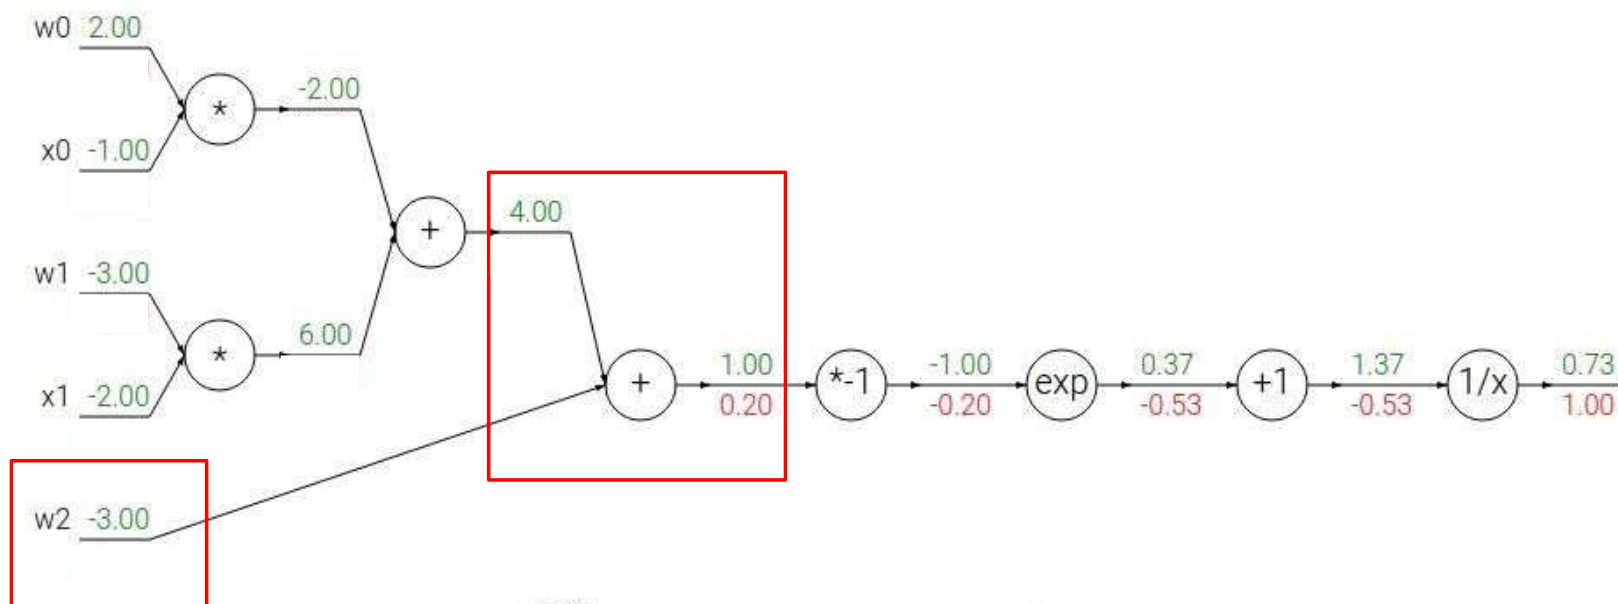 w0 2.00
-2.00
*
x0 -1.00
4.00
+
w1 -3.00
6.00
*
x1 -2.00
1.00 -1.00 0.37 1.37 0.73
+ *-1 exp +1 1/x
0.20 -0.20 -0.53 -0.53 1.00
w2 -3.00